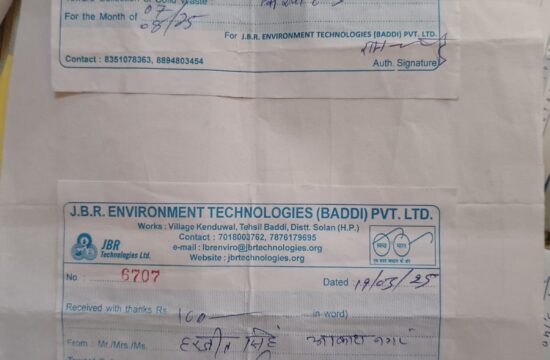 For the Month of 07/08/25
For J.B.R. ENVIRONMENT TECHNOLOGIES (BADDI) PVT. LTD.
Contact : 8351078363, 8894803454
Auth. Signature
J.B.R. ENVIRONMENT TECHNOLOGIES (BADDI) PVT. LTD.
Works : Village Kenduwal, Tehsil Baddi, Distt. Solan (H.P.)
Contact : 7018003762, 7876179695
e-mail : lbrenviro@jbrtechnologies.org
Website : jbrtechnologies.org
JBR
Technologies Ltd.
No. 6707
Dated 19/03/25
Received with thanks Rs. 100 in word)
From : Mr./Mrs./Ms. हरजीत सिंह